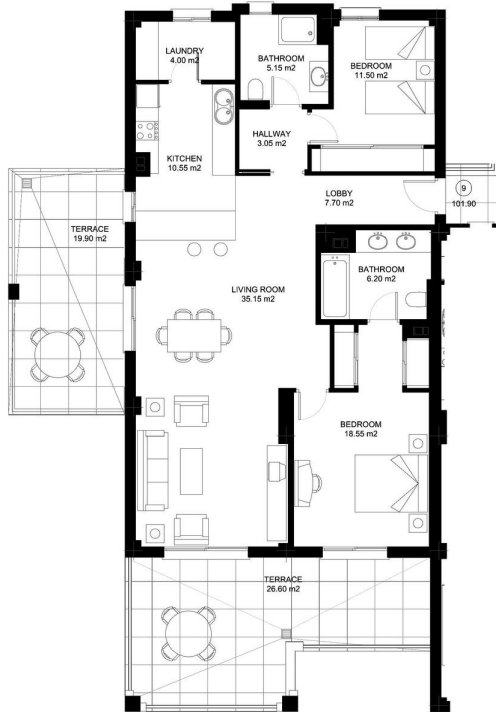 LAUNDRY
4.00 m2
BATHROOM
5.15 m2
BEDROOM
11.50 m2
HALLWAY
3.05 m2
KITCHEN
10.55 m2
LOBBY
7.70 m2
9
101.90
TERRACE
19.90 m2
BATHROOM
6.20 m2
LIVING ROOM
35.15 m2
BEDROOM
18.55 m2
TERRACE
26.60 m2